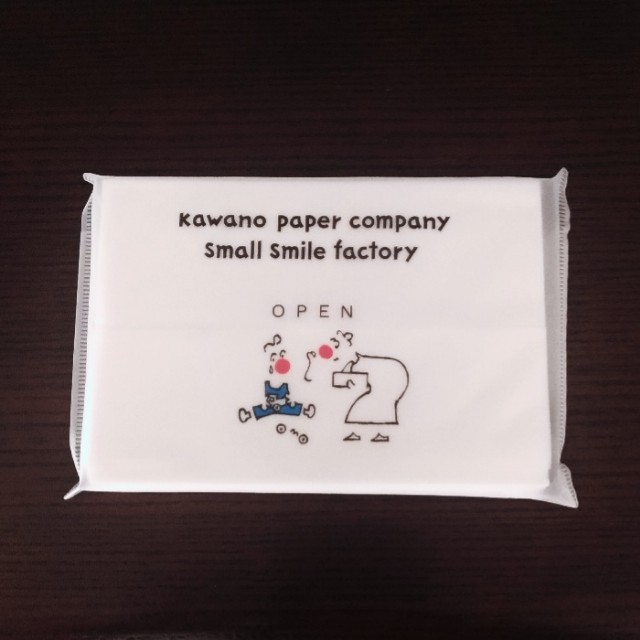 Kawano paper company
Small Smile factory
OPEN